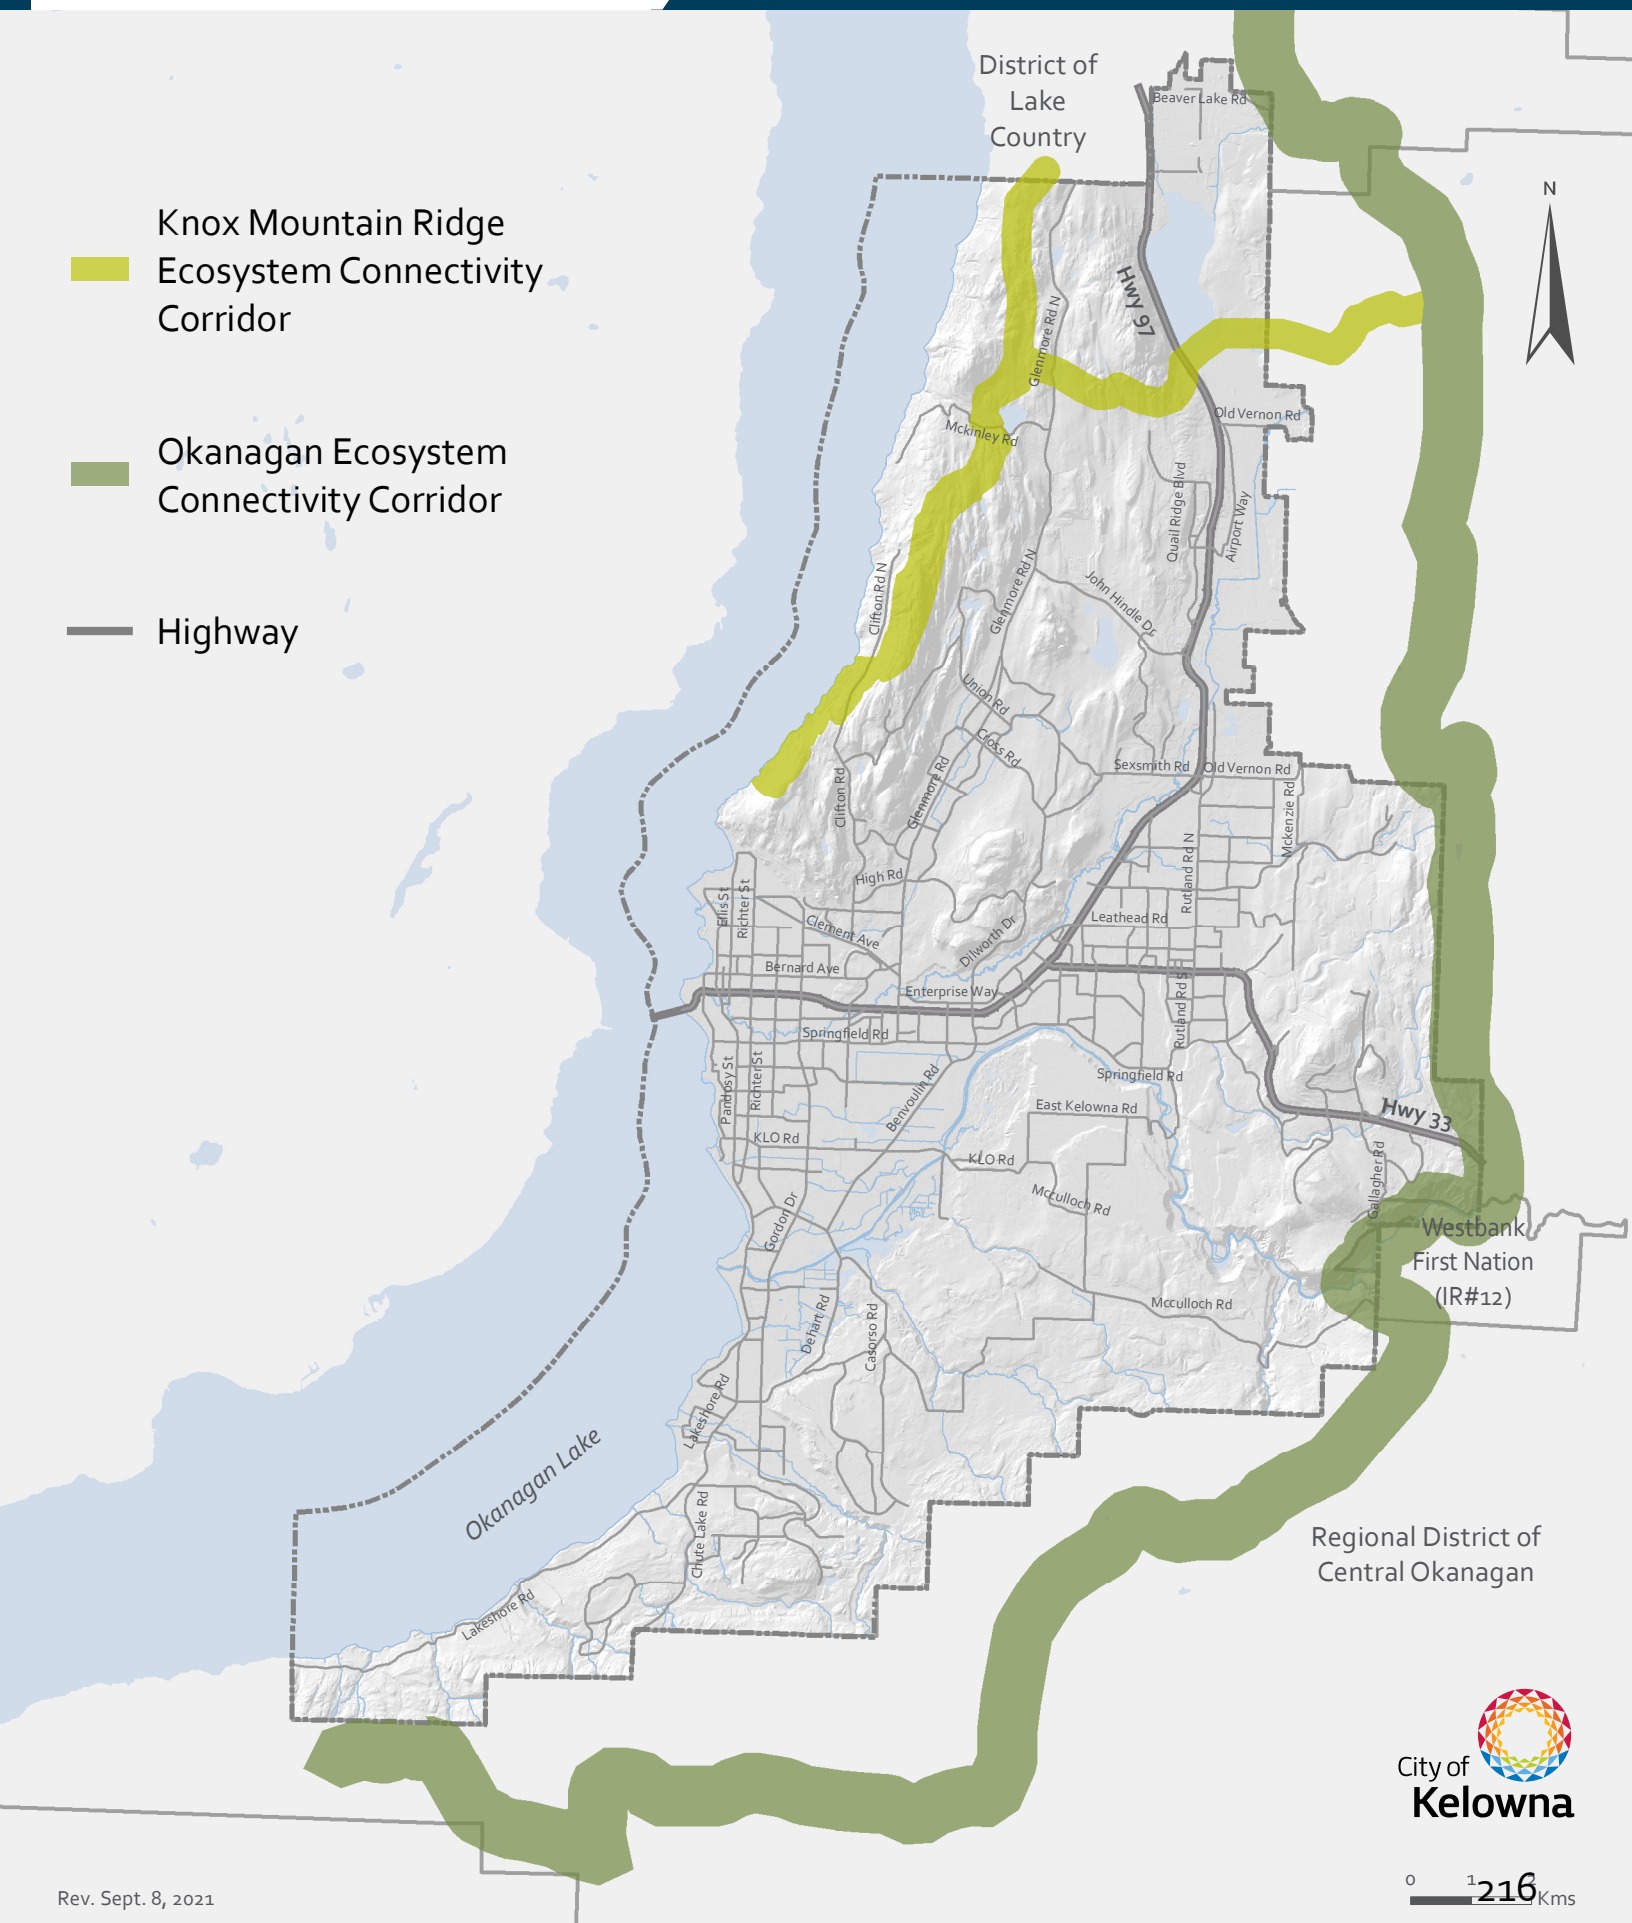 District of
Lake
Country
Beaver Lake Rd
N
Knox Mountain Ridge
Ecosystem Connectivity
Corridor
Hwy 97
Glenmore Rd N
Old Vernon Rd
Mckinley Rd
Okanagan Ecosystem
Connectivity Corridor
Quail Ridge Blvd
Airport Way
Clifton Rd N
Glenmore Rd N
John Hindle Dr
Highway
Union Rd
Cross Rd
Sexsmith Rd
Old Vernon Rd
Clifton Rd
Glenmore Rd
Mckenzie Rd
Rutland Rd N
High Rd
Ellis St
Richter St
Clement Ave
Leathead Rd
Dilworth Dr
Bernard Ave
Enterprise Way
Rutland Rd S
Springfield Rd
Pandosy St
Richter St
Benvoulin Rd
Springfield Rd
East Kelowna Rd
Hwy 33
KLO Rd
KLO Rd
Gallagher Rd
Mcculloch Rd
Gordon Dr
Westbank
First Nation
(IR#12)
Mcculloch Rd
Dehart Rd
Casorso Rd
Lakeshore Rd
Okanagan Lake
Chute Lake Rd
Regional District of
Central Okanagan
Lakeshore Rd
City of
Kelowna
0 1 2 Kms
216
Rev. Sept. 8, 2021